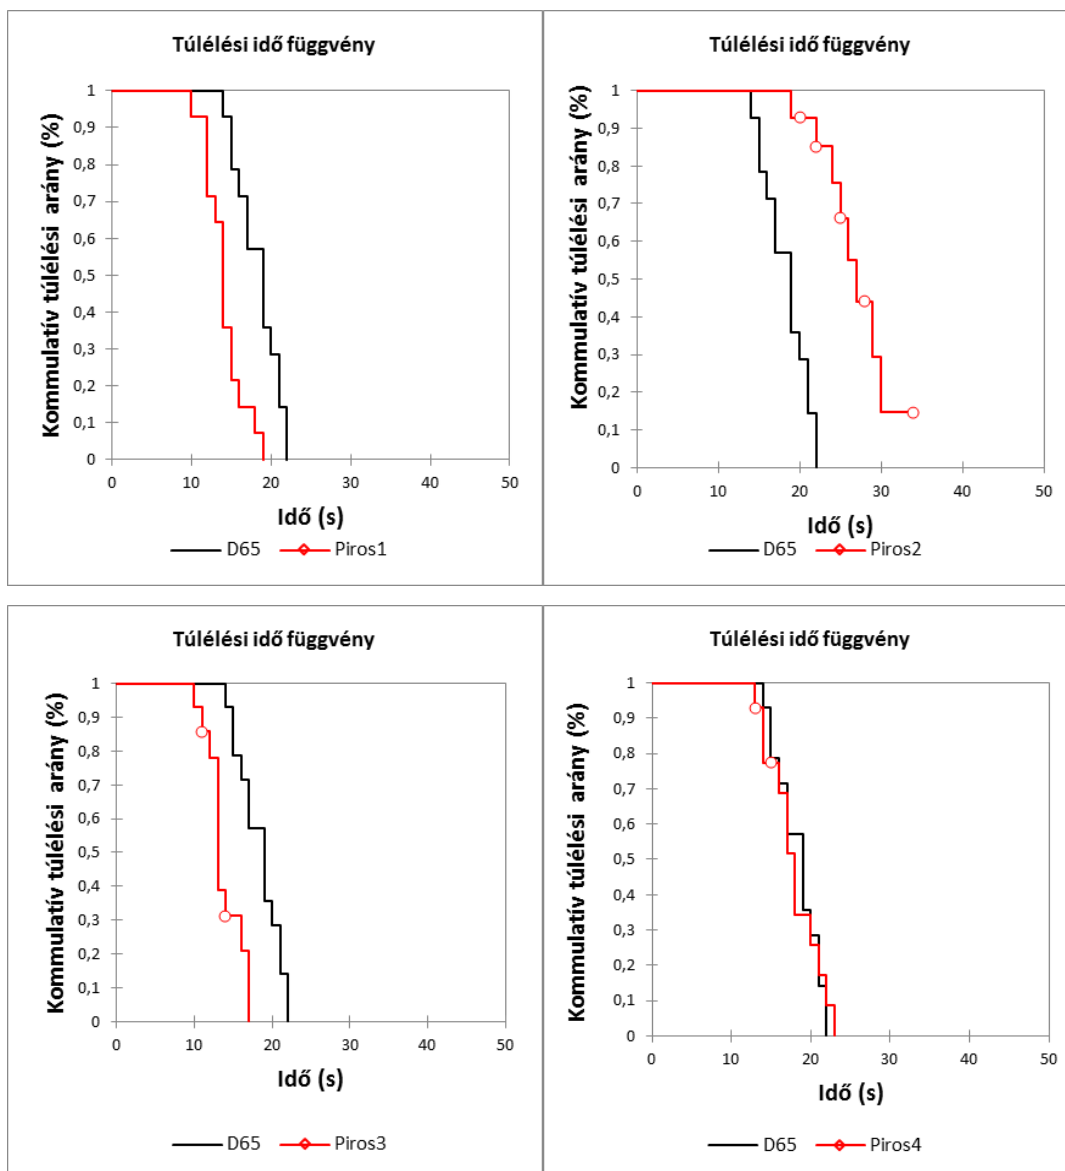 Túlélési idő függvény
Kommulatív túlélési arány (%)
1
0,9
0,8
0,7
0,6
0,5
0,4
0,3
0,2
0,1
0
0 10 20 30 40 50
Idő (s)
D65 Piros1
Túlélési idő függvény
Kommulatív túlélési arány (%)
1
0,9
0,8
0,7
0,6
0,5
0,4
0,3
0,2
0,1
0
0 10 20 30 40 50
Idő (s)
D65 Piros2
Túlélési idő függvény
Kommulatív túlélési arány (%)
1
0,9
0,8
0,7
0,6
0,5
0,4
0,3
0,2
0,1
0
0 10 20 30 40 50
Idő (s)
D65 Piros3
Túlélési idő függvény
Kommulatív túlélési arány (%)
1
0,9
0,8
0,7
0,6
0,5
0,4
0,3
0,2
0,1
0
0 10 20 30 40 50
Idő (s)
D65 Piros4